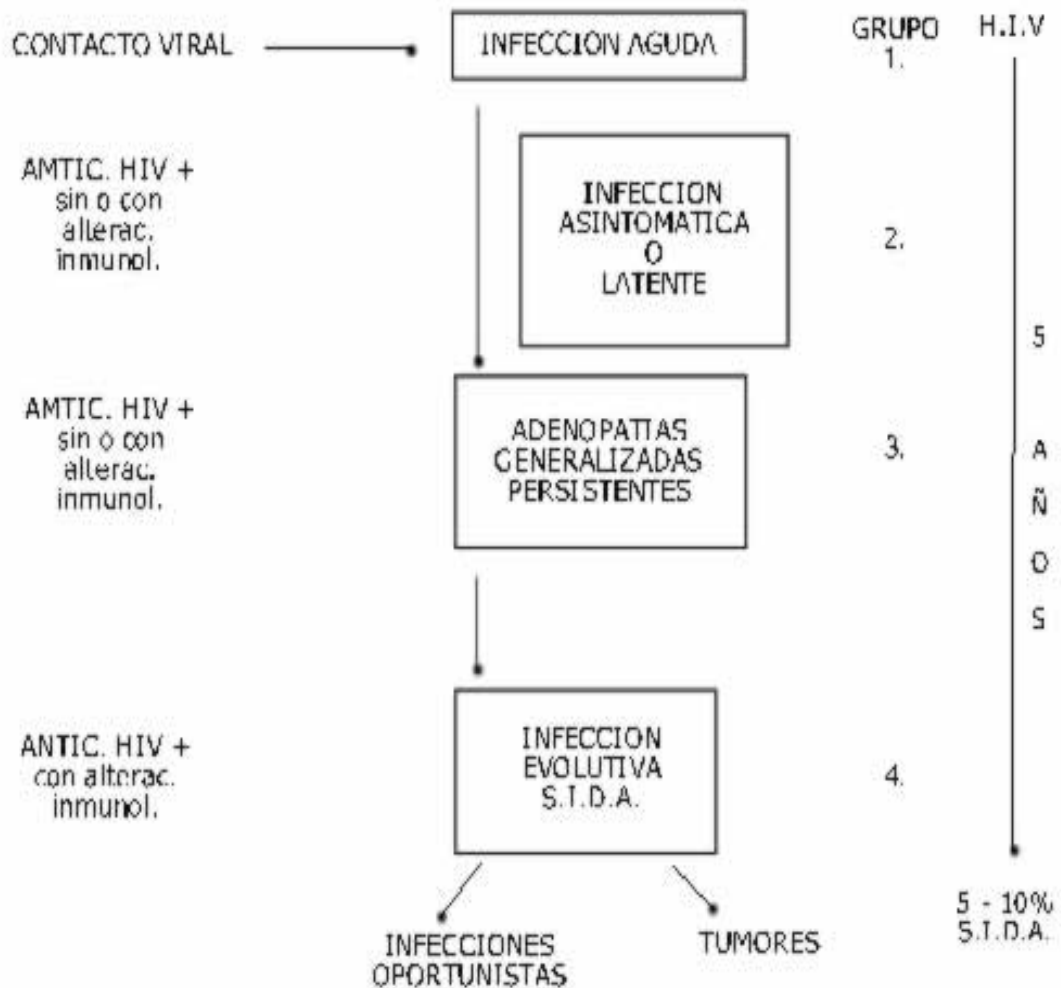 CONTACTO VIRAL
INFECCION AGUDA
GRUPO
1.
H.I.V
AMTIC. HIV +
sin o con
alterac.
inmunol.
INFECCION
ASINTOMATICA
O
LATENTE
2.
5
AMTIC. HIV +
sin o con
alterac.
inmunol.
ADENOPATIAS
GENERALIZADAS
PERSISTENTES
3.
A
Ñ
O
S
ANTIC. HIV +
con alterac.
inmunol.
INFECCION
EVOLUTIVA
S.I.D.A.
4.
5 - 10%
S.I.D.A.
INFECCIONES
OPORTUNISTAS
TUMORES